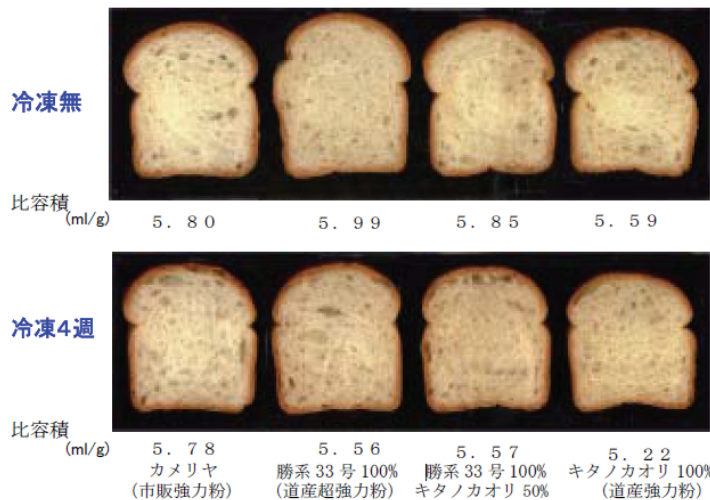 冷凍無
比容積
(ml/g)
5.80 5.99 5.85 5.59
冷凍4週
比容積
(ml/g)
5.78 5.56 5.57 5.22
カメリヤ 勝系33号100% 勝系33号100% キタノカオリ100%
(市販強力粉) (道産超強力粉) キタノカオリ50% (道産強力粉)